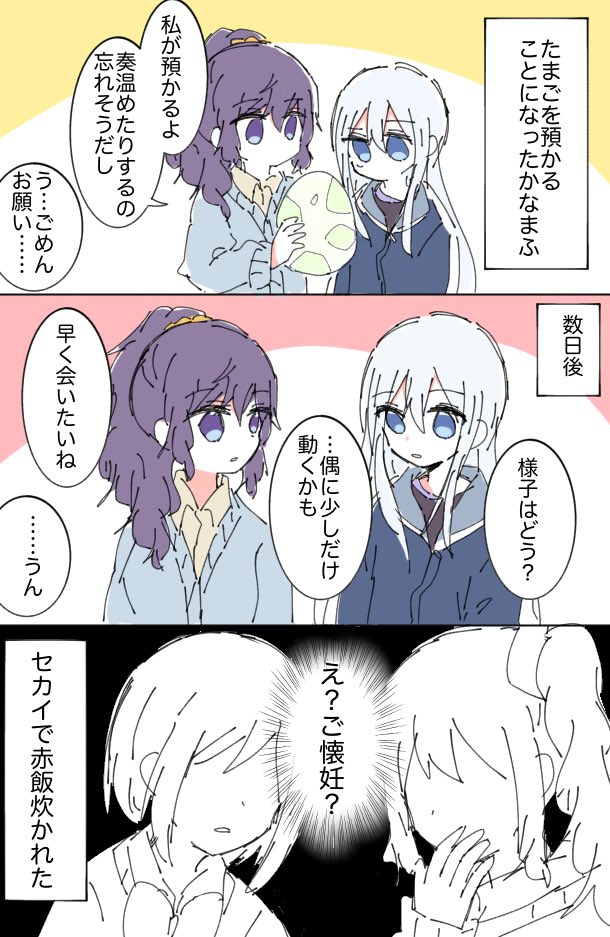 たまごを預かる
ことになったかなまふ
私が預かるよ
奏温めたりするの
忘れそうだし
う…ごめん
お願い……
数日後
様子はどう？
…偶に少しだけ
動くかも
早く会いたいね
……うん
え？ご懐妊？
セカイで赤飯炊かれた